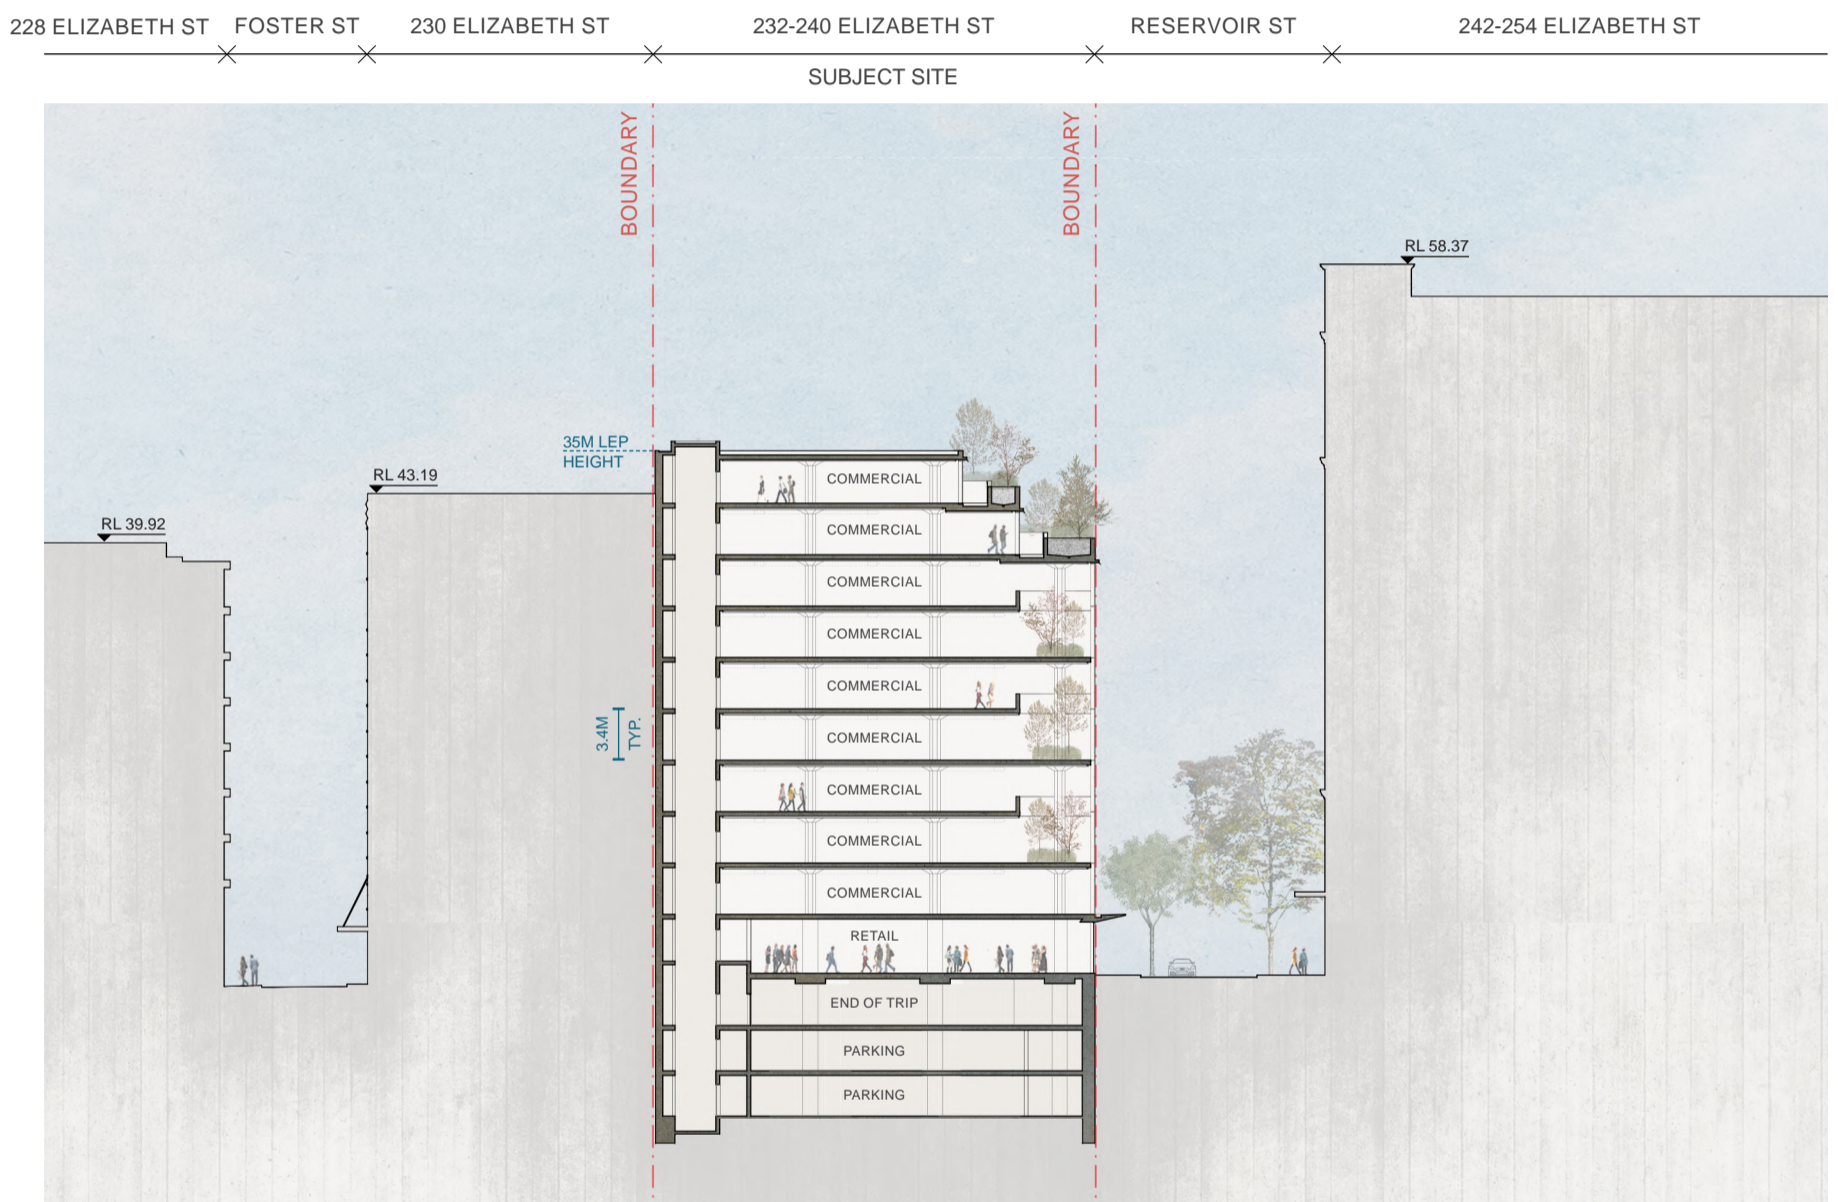 228 ELIZABETH ST
FOSTER ST
230 ELIZABETH ST
232-240 ELIZABETH ST
RESERVOIR ST
242-254 ELIZABETH ST
SUBJECT SITE
BOUNDARY
BOUNDARY
RL 58.37
35M LEP
HEIGHT
RL 43.19
RL 39.92
COMMERCIAL
COMMERCIAL
COMMERCIAL
COMMERCIAL
COMMERCIAL
3.4M
TYP.
COMMERCIAL
COMMERCIAL
COMMERCIAL
COMMERCIAL
RETAIL
END OF TRIP
PARKING
PARKING